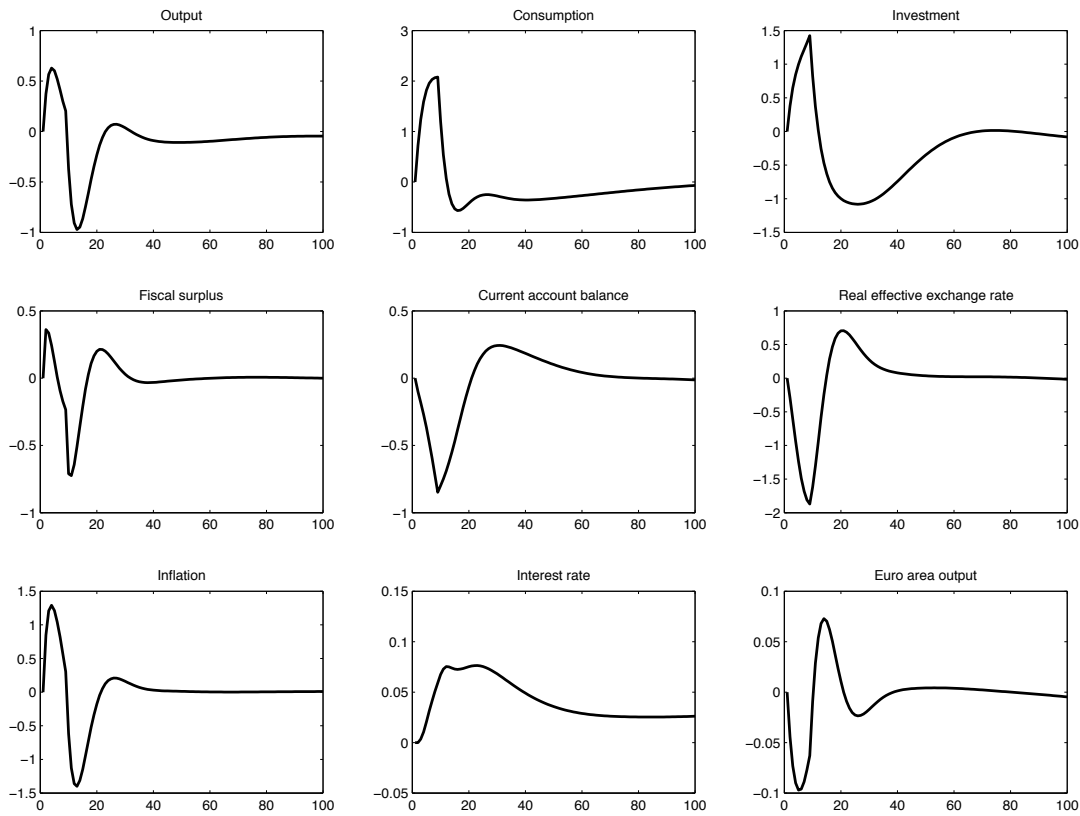 Output
1
0.5
0
−0.5
−1
0 20 40 60 80 100
Consumption
3
2
1
0
−1
0 20 40 60 80 100
Investment
1.5
1
0.5
0
−0.5
−1
−1.5
0 20 40 60 80 100
Fiscal surplus
0.5
0
−0.5
−1
0 20 40 60 80 100
Current account balance
0.5
0
−0.5
−1
0 20 40 60 80 100
Real effective exchange rate
1
0.5
0
−0.5
−1
−1.5
−2
0 20 40 60 80 100
Inflation
1.5
1
0.5
0
−0.5
−1
−1.5
0 20 40 60 80 100
Interest rate
0.15
0.1
0.05
0
−0.05
0 20 40 60 80 100
Euro area output
0.1
0.05
0
−0.05
−0.1
0 20 40 60 80 100